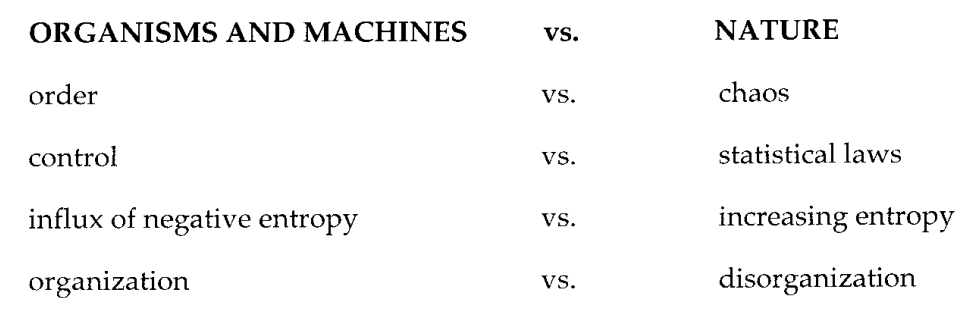 ORGANISMS AND MACHINES vs. NATURE
order vs. chaos
control vs. statistical laws
influx of negative entropy vs. increasing entropy
organization vs. disorganization